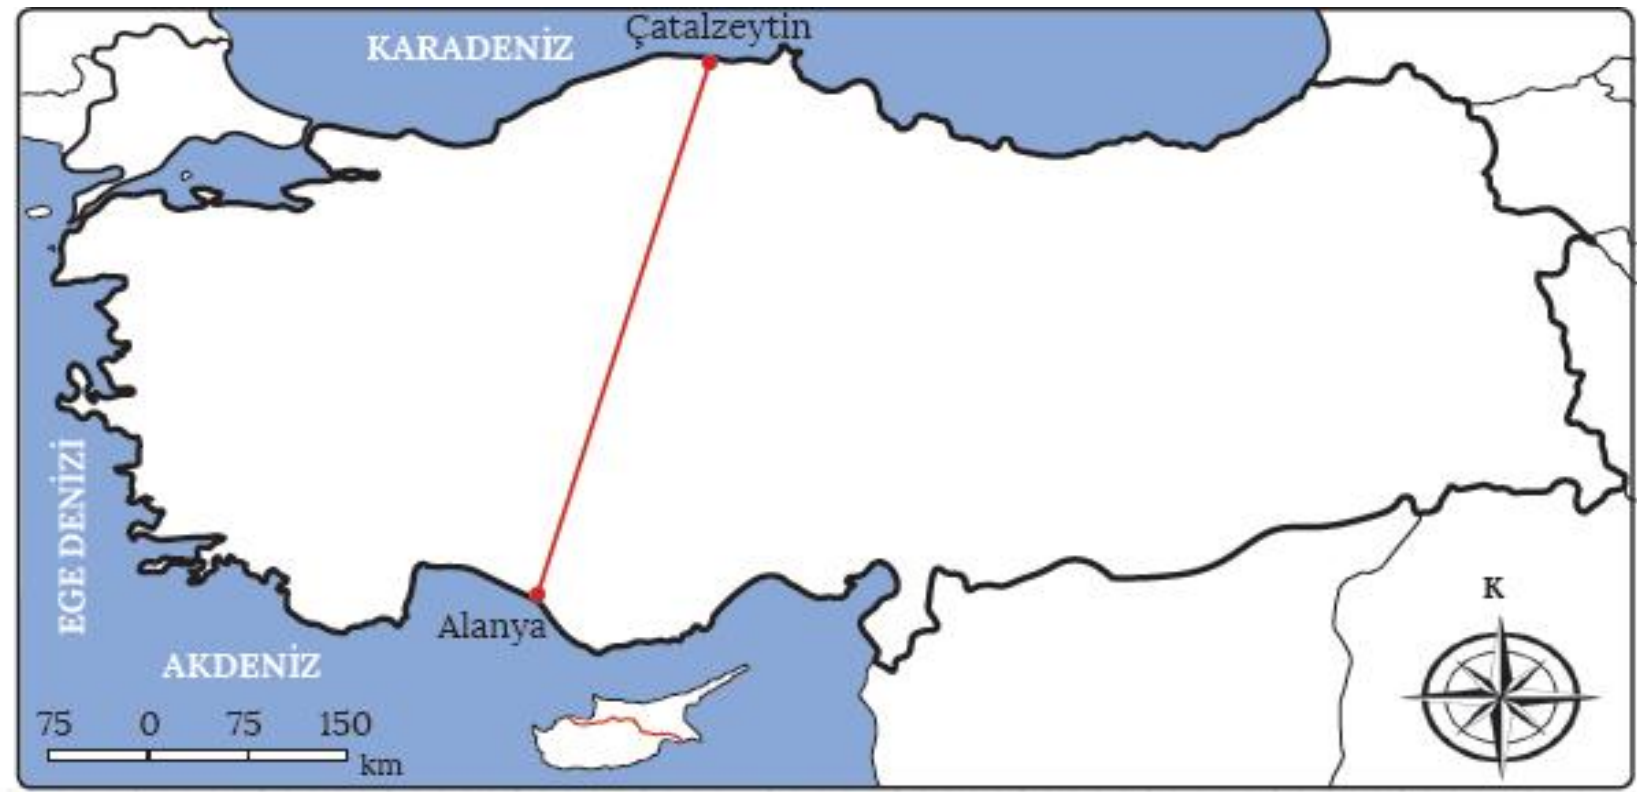 Çatalzeytin
KARADENİZ
EGE DENİZİ
K
Alanya
AKDENİZ
75 0 75 150
km